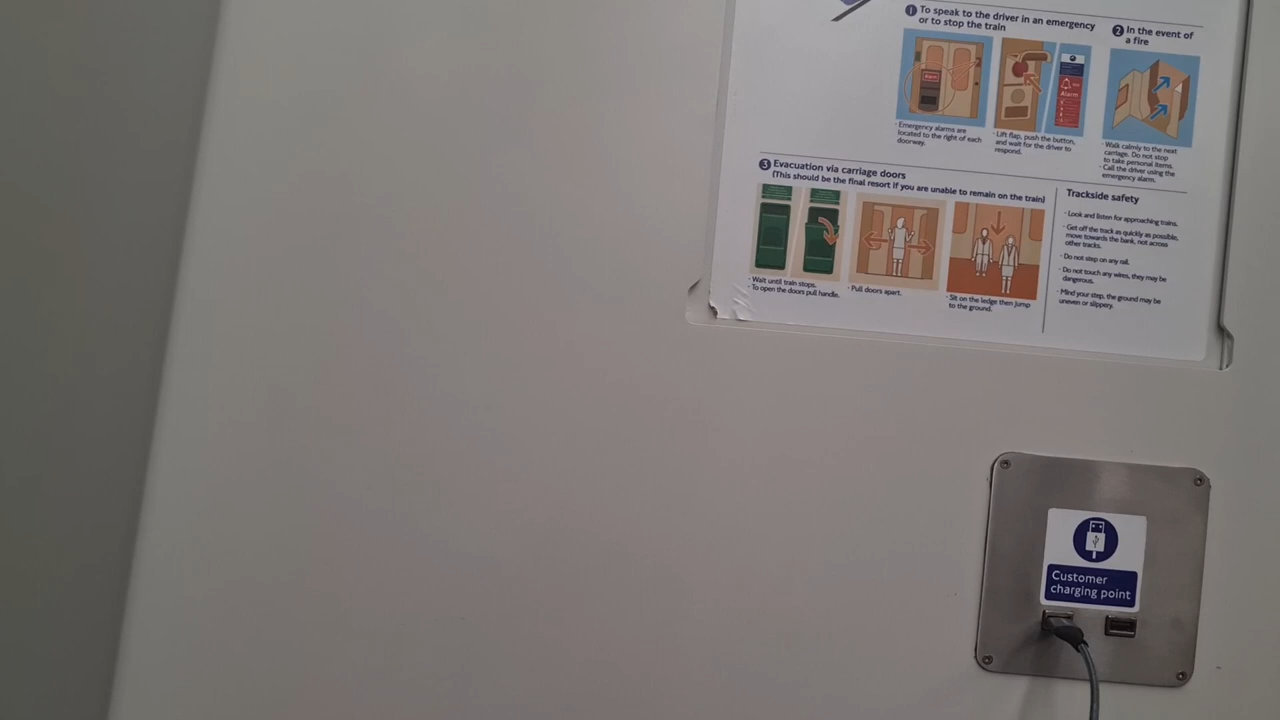 1 To speak to the driver in an emergency
or to stop the train
2 In the event of
a fire
Alarm
Alarm
· Emergency alarms are
located to the right of each
doorway.
· Lift flap, push the button,
and wait for the driver to
respond.
· Walk calmly to the next
carriage. Do not stop
to take personal items.
· Call the driver using the
emergency alarm.
3 Evacuation via carriage doors
(This should be the final resort if you are unable to remain on the train)
· Wait until train stops.
· To open the doors pull handle.
· Pull doors apart.
· Sit on the ledge then jump
to the ground.
Trackside safety
· Look and listen for approaching trains.
· Get off the track as quickly as possible,
move towards the bank, not across
other tracks.
· Do not step on any rail.
· Do not touch any wires, they may be
dangerous.
· Mind your step, the ground may be
uneven or slippery.
Customer
charging point